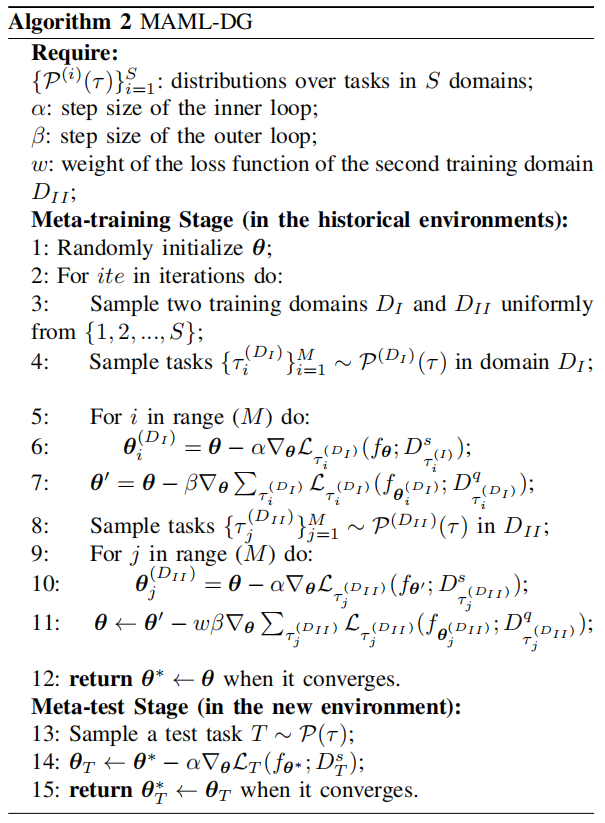 Algorithm 2 MAML-DG
Require:
{𝒫^{(i)}(τ)}_{i=1}^{S}: distributions over tasks in S domains;
α: step size of the inner loop;
β: step size of the outer loop;
w: weight of the loss function of the second training domain
D_{II};
Meta-training Stage (in the historical environments):
1: Randomly initialize θ;
2: For ite in iterations do:
3: Sample two training domains D_I and D_{II} uniformly
from {1, 2, ..., S};
4: Sample tasks {τ_i^{(D_I)}}_{i=1}^{M} ∼ 𝒫^{(D_I)}(τ) in domain D_I;
5: For i in range (M) do:
6: θ_i^{(D_I)} = θ − α∇_θ ℒ_{τ_i^{(D_I)}}(f_θ; D^s_{τ_i^{(I)}});
7: θ′ = θ − β∇_θ ∑_{τ_i^{(D_I)}} ℒ_{τ_i^{(D_I)}}(f_{θ_i^{(D_I)}}; D^q_{τ_i^{(D_I)}});
8: Sample tasks {τ_j^{(D_{II})}}_{j=1}^{M} ∼ 𝒫^{(D_{II})}(τ) in D_{II};
9: For j in range (M) do:
10: θ_j^{(D_{II})} = θ − α∇_θ ℒ_{τ_j^{(D_{II})}}(f_{θ′}; D^s_{τ_j^{(D_{II})}});
11: θ ← θ′ − wβ∇_θ ∑_{τ_j^{(D_{II})}} ℒ_{τ_j^{(D_{II})}}(f_{θ_j^{(D_{II})}}; D^q_{τ_j^{(D_{II})}});
12: return θ* ← θ when it converges.
Meta-test Stage (in the new environment):
13: Sample a test task T ∼ 𝒫(τ);
14: θ_T ← θ* − α∇_θ ℒ_T(f_{θ*}; D_T^s);
15: return θ_T^* ← θ_T when it converges.